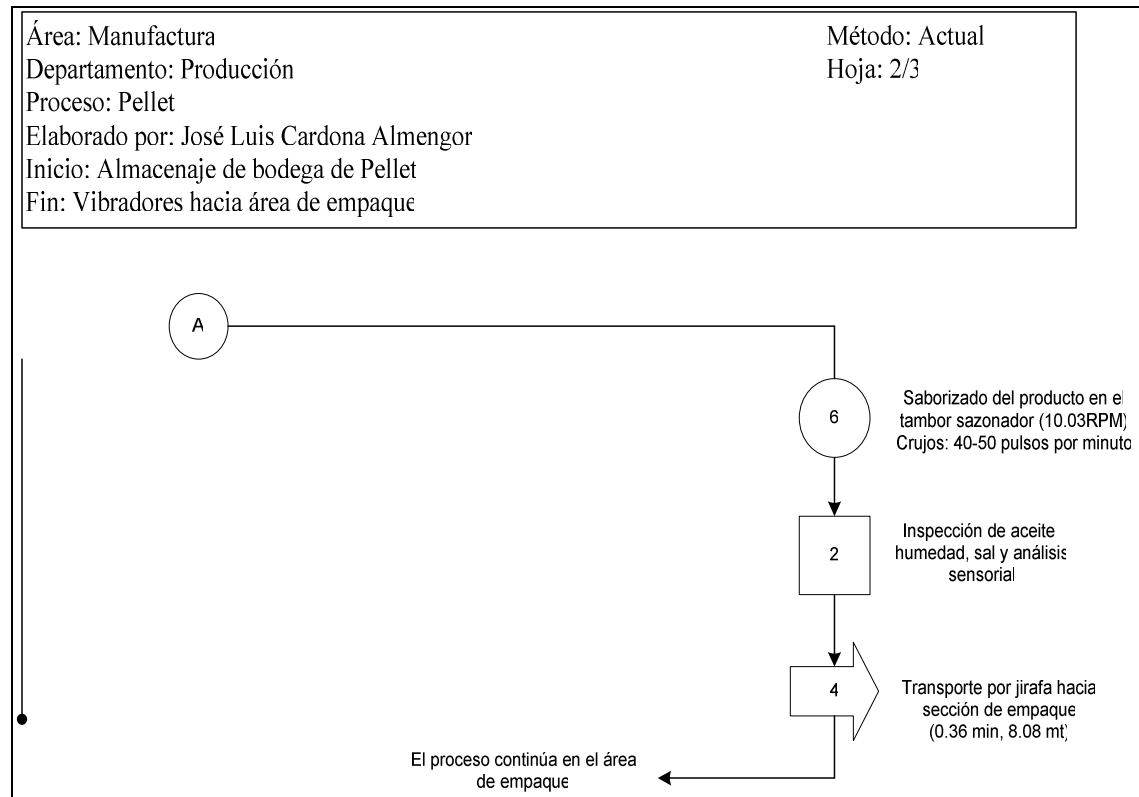 Área: Manufactura
Método: Actual
Departamento: Producción
Hoja: 2/3
Proceso: Pellet
Elaborado por: José Luis Cardona Almengor
Inicio: Almacenaje de bodega de Pellet
Fin: Vibradores hacia área de empaque
A
6
Saborizado del producto en el
tambor sazonador (10.03RPM)
Crujos: 40-50 pulsos por minuto
2
Inspección de aceite
humedad, sal y análisis
sensorial
4
Transporte por jirafa hacia
sección de empaque
(0.36 min, 8.08 mt)
El proceso continúa en el área
de empaque